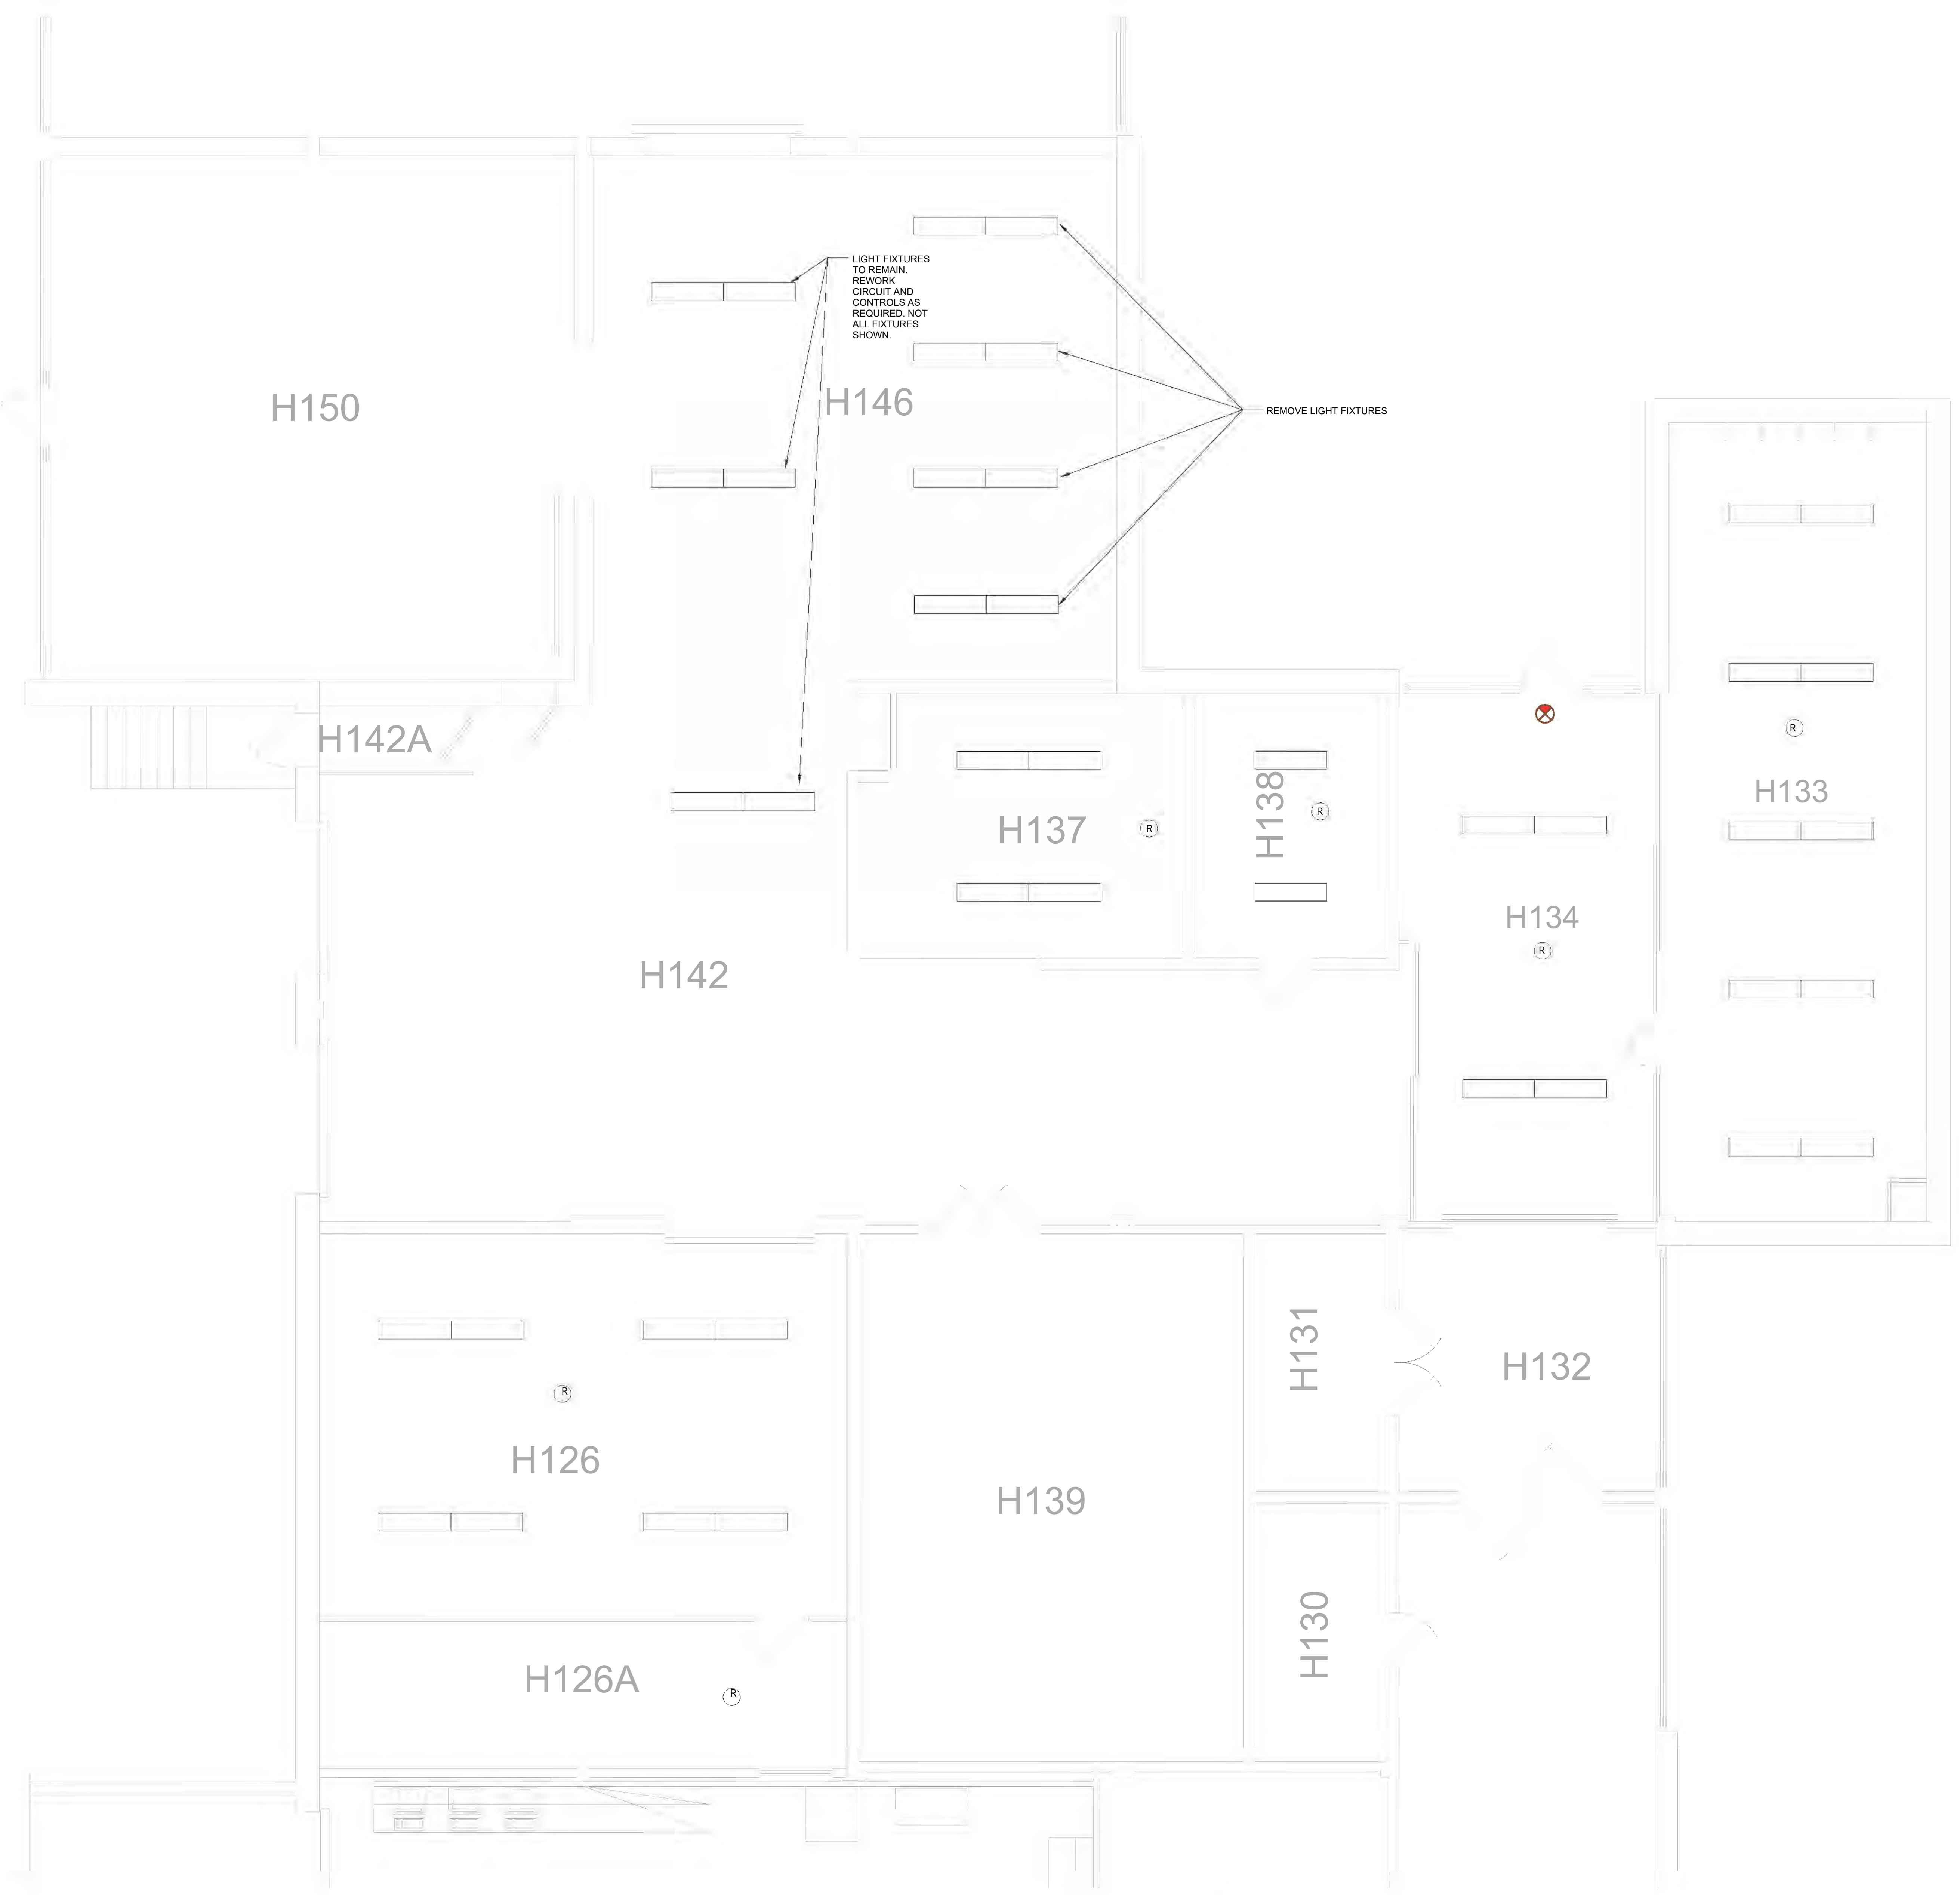 LIGHT FIXTURES
TO REMAIN.
REWORK
CIRCUIT AND
CONTROLS AS
REQUIRED. NOT
ALL FIXTURES
SHOWN.
H150
H146
REMOVE LIGHT FIXTURES
H142A
R
H133
R
H138
H137
R
H134
R
H142
H131
H132
R
H126
H139
H130
H126A
R